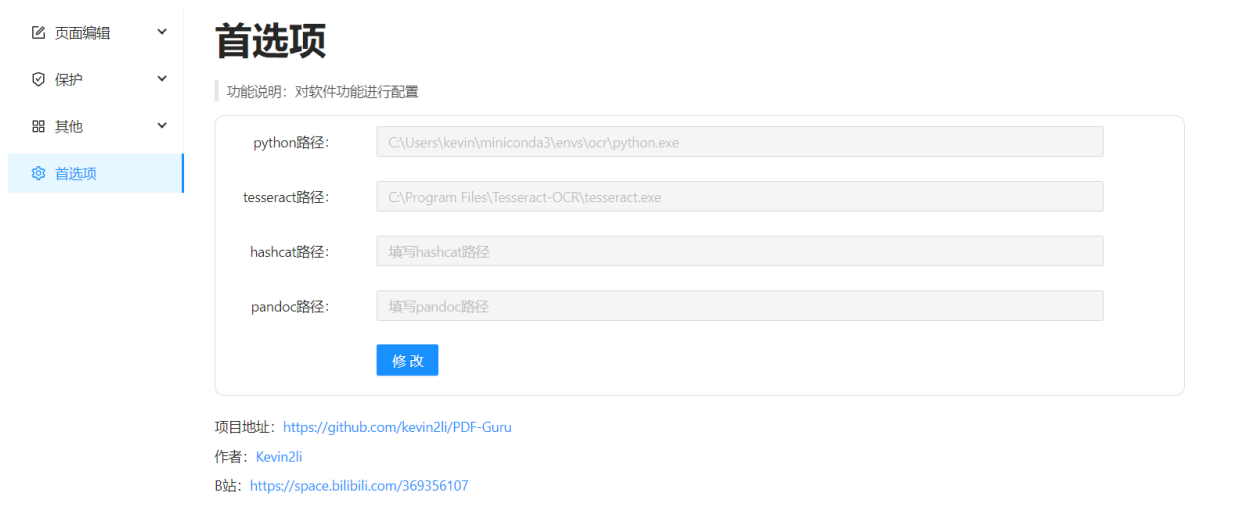 页面编辑
保护
其他
首选项
首选项
功能说明：对软件功能进行配置
python路径： C:\Users\kevin\miniconda3\envs\ocr\python.exe
tesseract路径： C:\Program Files\Tesseract-OCR\tesseract.exe
hashcat路径： 填写hashcat路径
pandoc路径： 填写pandoc路径
修 改
项目地址：https://github.com/kevin2li/PDF-Guru
作者：Kevin2li
B站：https://space.bilibili.com/369356107